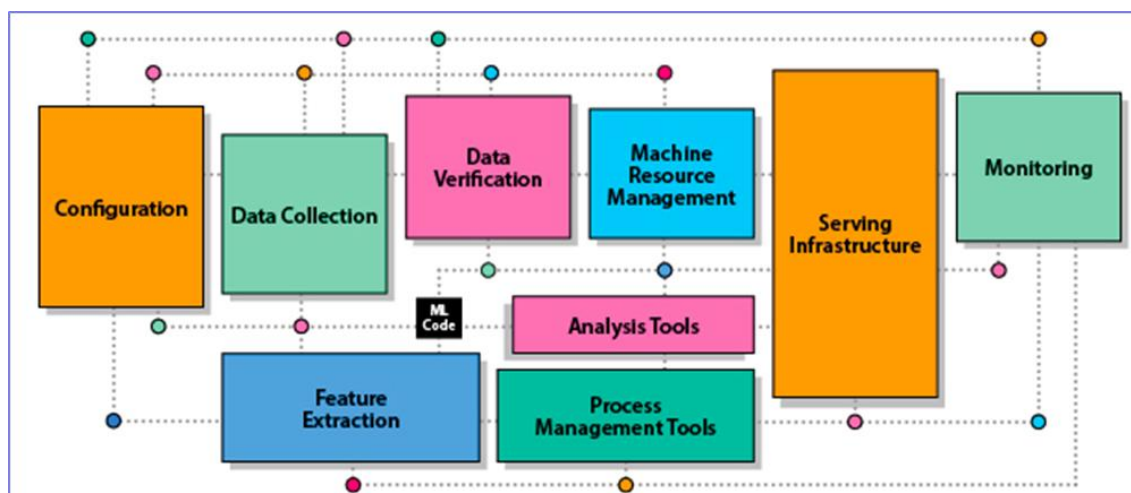 Configuration
Data Collection
Data
Verification
Machine
Resource
Management
Serving
Infrastructure
Monitoring
ML
Code
Analysis Tools
Feature
Extraction
Process
Management Tools